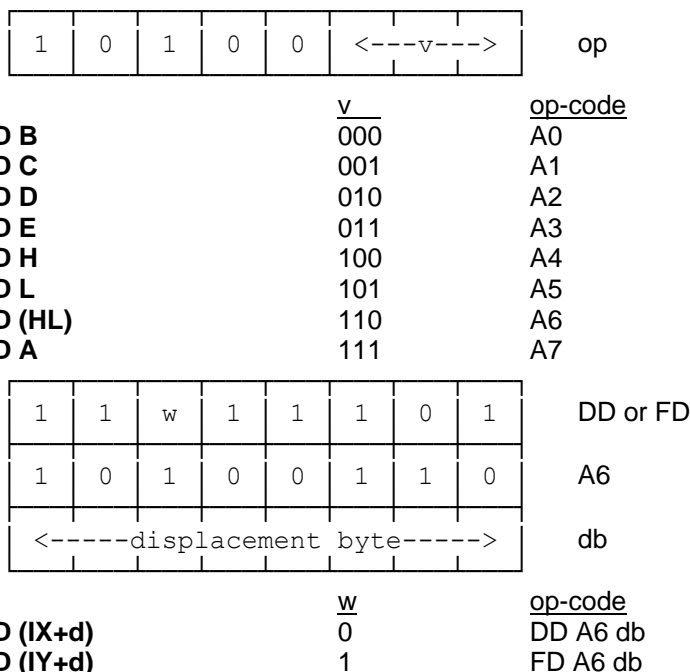 1 0 1 0 0 <---v---> op
v op-code
D B 000 A0
D C 001 A1
D D 010 A2
D E 011 A3
D H 100 A4
D L 101 A5
D (HL) 110 A6
D A 111 A7
1 1 w 1 1 1 0 1 DD or FD
1 0 1 0 0 1 1 0 A6
<-----displacement byte-----> db
w op-code
D (IX+d) 0 DD A6 db
D (IY+d) 1 FD A6 db